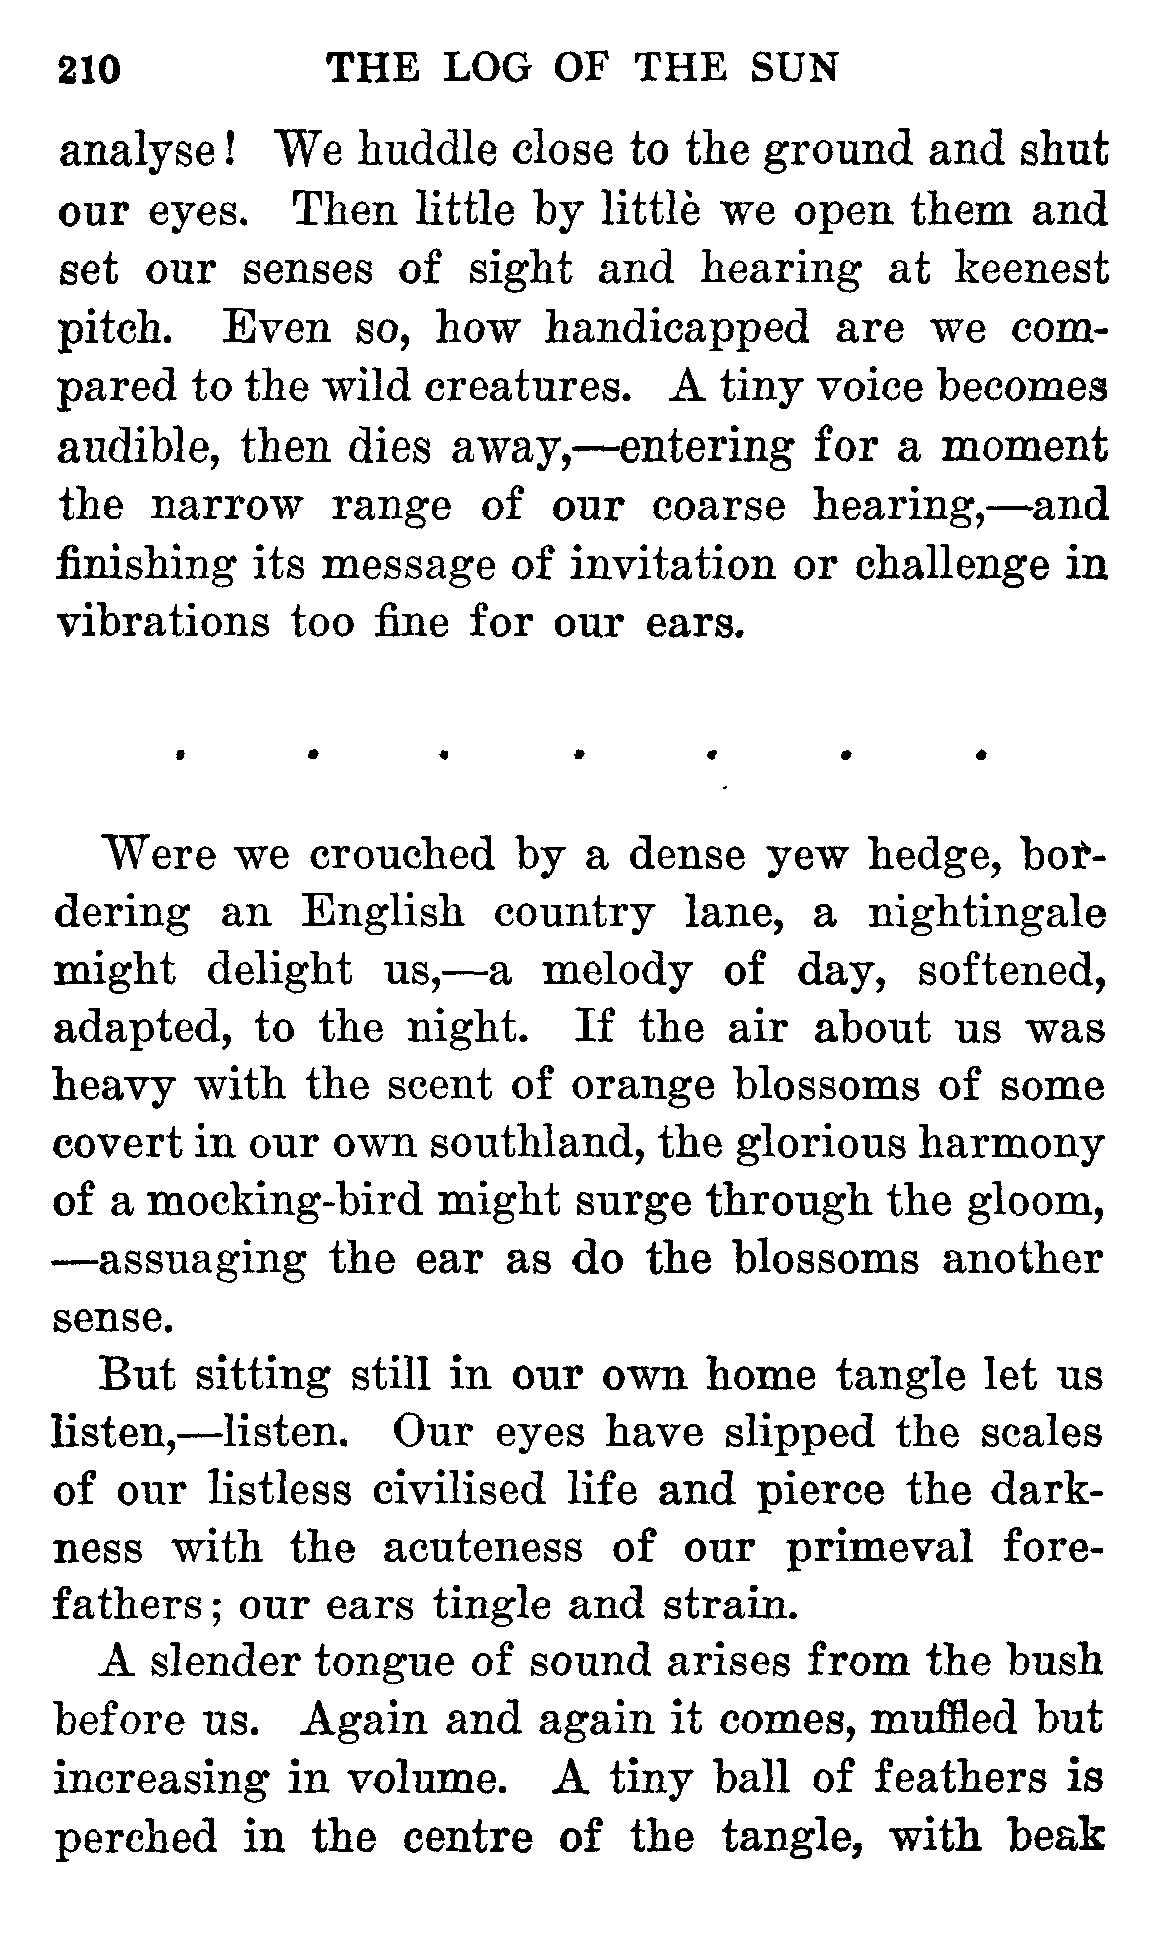 210 THE LOG OF THE SUN
analyse! We huddle close to the ground and shut
our eyes. Then little by little we open them and
set our senses of sight and hearing at keenest
pitch. Even so, how handicapped are we com-
pared to the wild creatures. A tiny voice becomes
audible, then dies away,—entering for a moment
the narrow range of our coarse hearing,—and
finishing its message of invitation or challenge in
vibrations too fine for our ears.
. . . . . . .
Were we crouched by a dense yew hedge, bor-
dering an English country lane, a nightingale
might delight us,—a melody of day, softened,
adapted, to the night. If the air about us was
heavy with the scent of orange blossoms of some
covert in our own southland, the glorious harmony
of a mocking-bird might surge through the gloom,
—assuaging the ear as do the blossoms another
sense.
But sitting still in our own home tangle let us
listen,—listen. Our eyes have slipped the scales
of our listless civilised life and pierce the dark-
ness with the acuteness of our primeval fore-
fathers; our ears tingle and strain.
A slender tongue of sound arises from the bush
before us. Again and again it comes, muffled but
increasing in volume. A tiny ball of feathers is
perched in the centre of the tangle, with beak